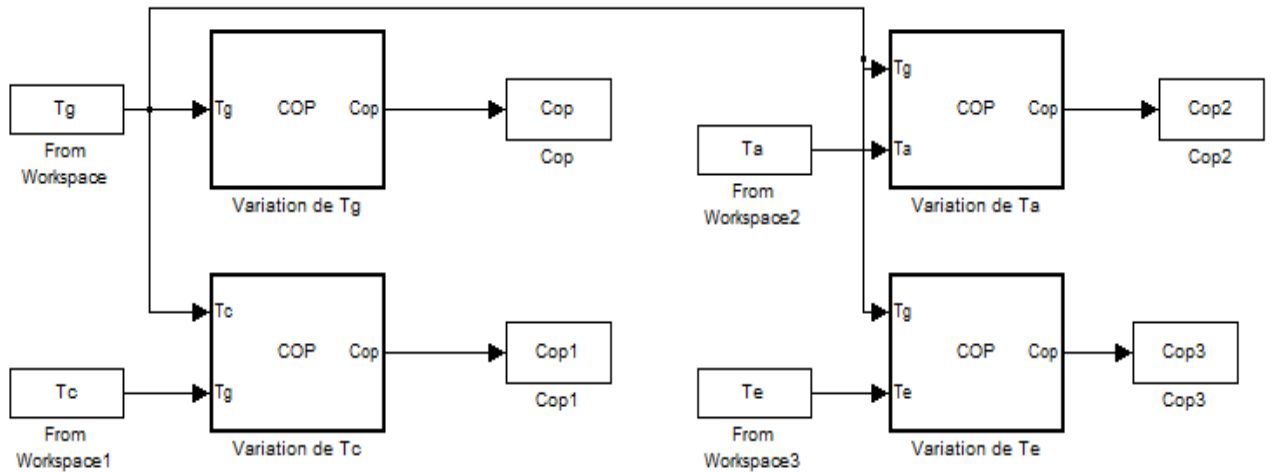 Tg
From
Workspace
Tg
COP
Cop
Variation de Tg
Cop
Cop
Tc
From
Workspace1
Tc
Tg
COP
Cop
Variation de Tc
Cop1
Cop1
Ta
From
Workspace2
Tg
Ta
COP
Cop
Variation de Ta
Cop2
Cop2
Te
From
Workspace3
Tg
Te
COP
Cop
Variation de Te
Cop3
Cop3